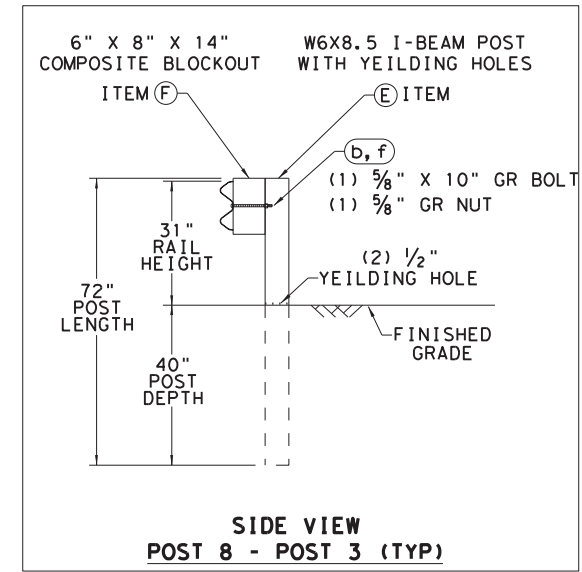 6" X 8" X 14"
COMPOSITE BLOCKOUT
ITEM F
W6X8.5 I-BEAM POST
WITH YEILDING HOLES
E ITEM
b, f
(1) 5/8" X 10" GR BOLT
(1) 5/8" GR NUT
31"
RAIL
HEIGHT
(2) 1/2"
YEILDING HOLE
72"
POST
LENGTH
FINISHED
GRADE
40"
POST
DEPTH
SIDE VIEW
POST 8 - POST 3 (TYP)